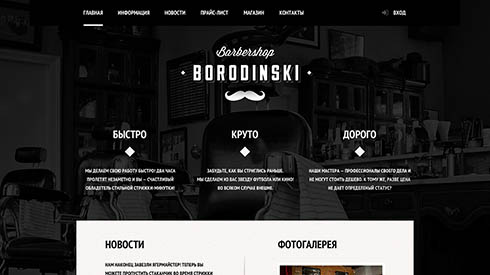 ГЛАВНАЯ ИНФОРМАЦИЯ НОВОСТИ ПРАЙС-ЛИСТ МАГАЗИН КОНТАКТЫ ВХОД
Barbershop
BORODINSKI
БЫСТРО
МЫ ДЕЛАЕМ СВОЮ РАБОТУ БЫСТРО! ДВА ЧАСА
ПРОЛЕТЯТ НЕЗАМЕТНО И ВЫ — СЧАСТЛИВЫЙ
ОБЛАДАТЕЛЬ СТИЛЬНОЙ СТРИЖКИ-МИНУТКИ!
КРУТО
ЗАБУДЬТЕ, КАК ВЫ СТРИГЛИСЬ РАНЬШЕ.
МЫ СДЕЛАЕМ ИЗ ВАС ЗВЕЗДУ ФУТБОЛА ИЛИ КИНО!
ВО ВСЯКОМ СЛУЧАЕ ВНЕШНЕ.
ДОРОГО
НАШИ МАСТЕРА — ПРОФЕССИОНАЛЫ СВОЕГО ДЕЛА И
НЕ МОГУТ СТОИТЬ ДЕШЕВО. К ТОМУ ЖЕ, РАЗВЕ ЦЕНА
НЕ ДАЕТ ОПРЕДЕЛЕННЫЙ СТАТУС?
НОВОСТИ
НАМ НАКОНЕЦ ЗАВЕЗЛИ ЯГЕРМАЙСТЕР! ТЕПЕРЬ ВЫ
МОЖЕТЕ ПРОПУСТИТЬ СТАКАНЧИК ВО ВРЕМЯ СТРИЖКИ
ФОТОГАЛЕРЕЯ